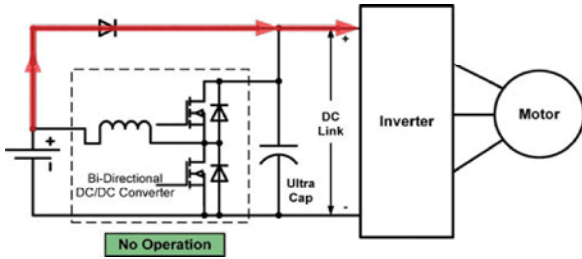 +
-
Bi-Directional
DC/DC Converter
No Operation
Ultra
Cap
+
DC
Link
-
Inverter
Motor